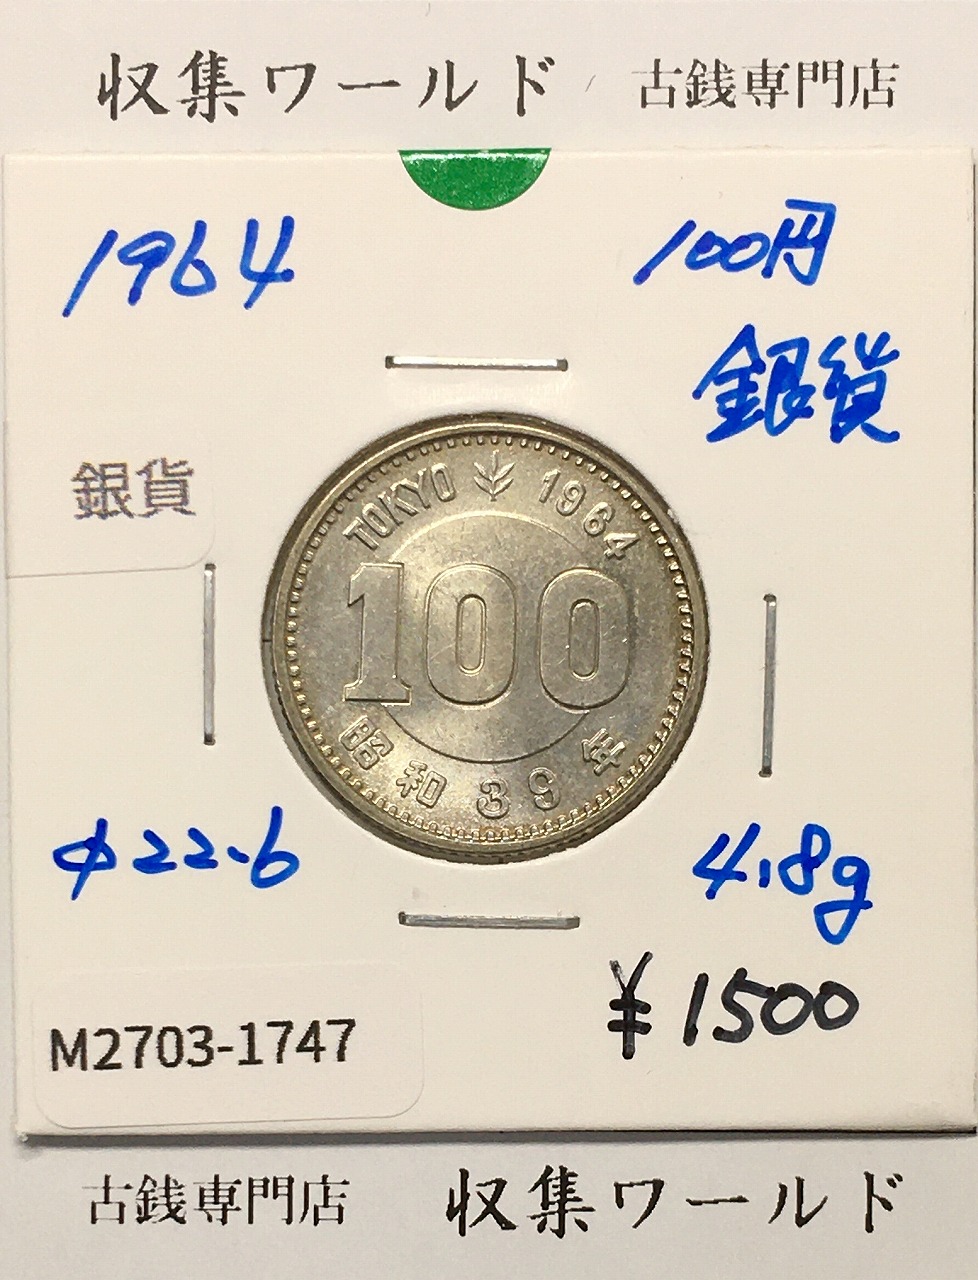 収集ワールド 古銭専門店
1964 100円
銀貨
銀貨
TOKYO 1964
100
昭和39年
φ22.6 4.8g
¥1500
M2703-1747
古銭専門店 収集ワールド